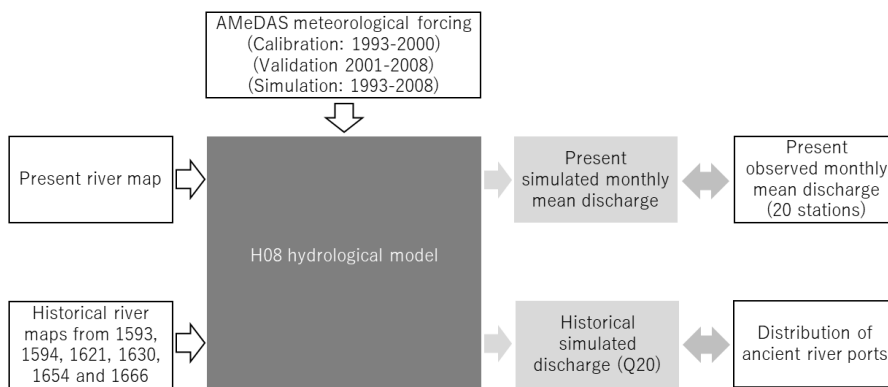 AMeDAS meteorological forcing
(Calibration: 1993-2000)
(Validation 2001-2008)
(Simulation: 1993-2008)
Present river map
H08 hydrological model
Present
simulated monthly
mean discharge
Present
observed monthly
mean discharge
(20 stations)
Historical river
maps from 1593,
1594, 1621, 1630,
1654 and 1666
Historical
simulated
discharge (Q20)
Distribution of
ancient river ports